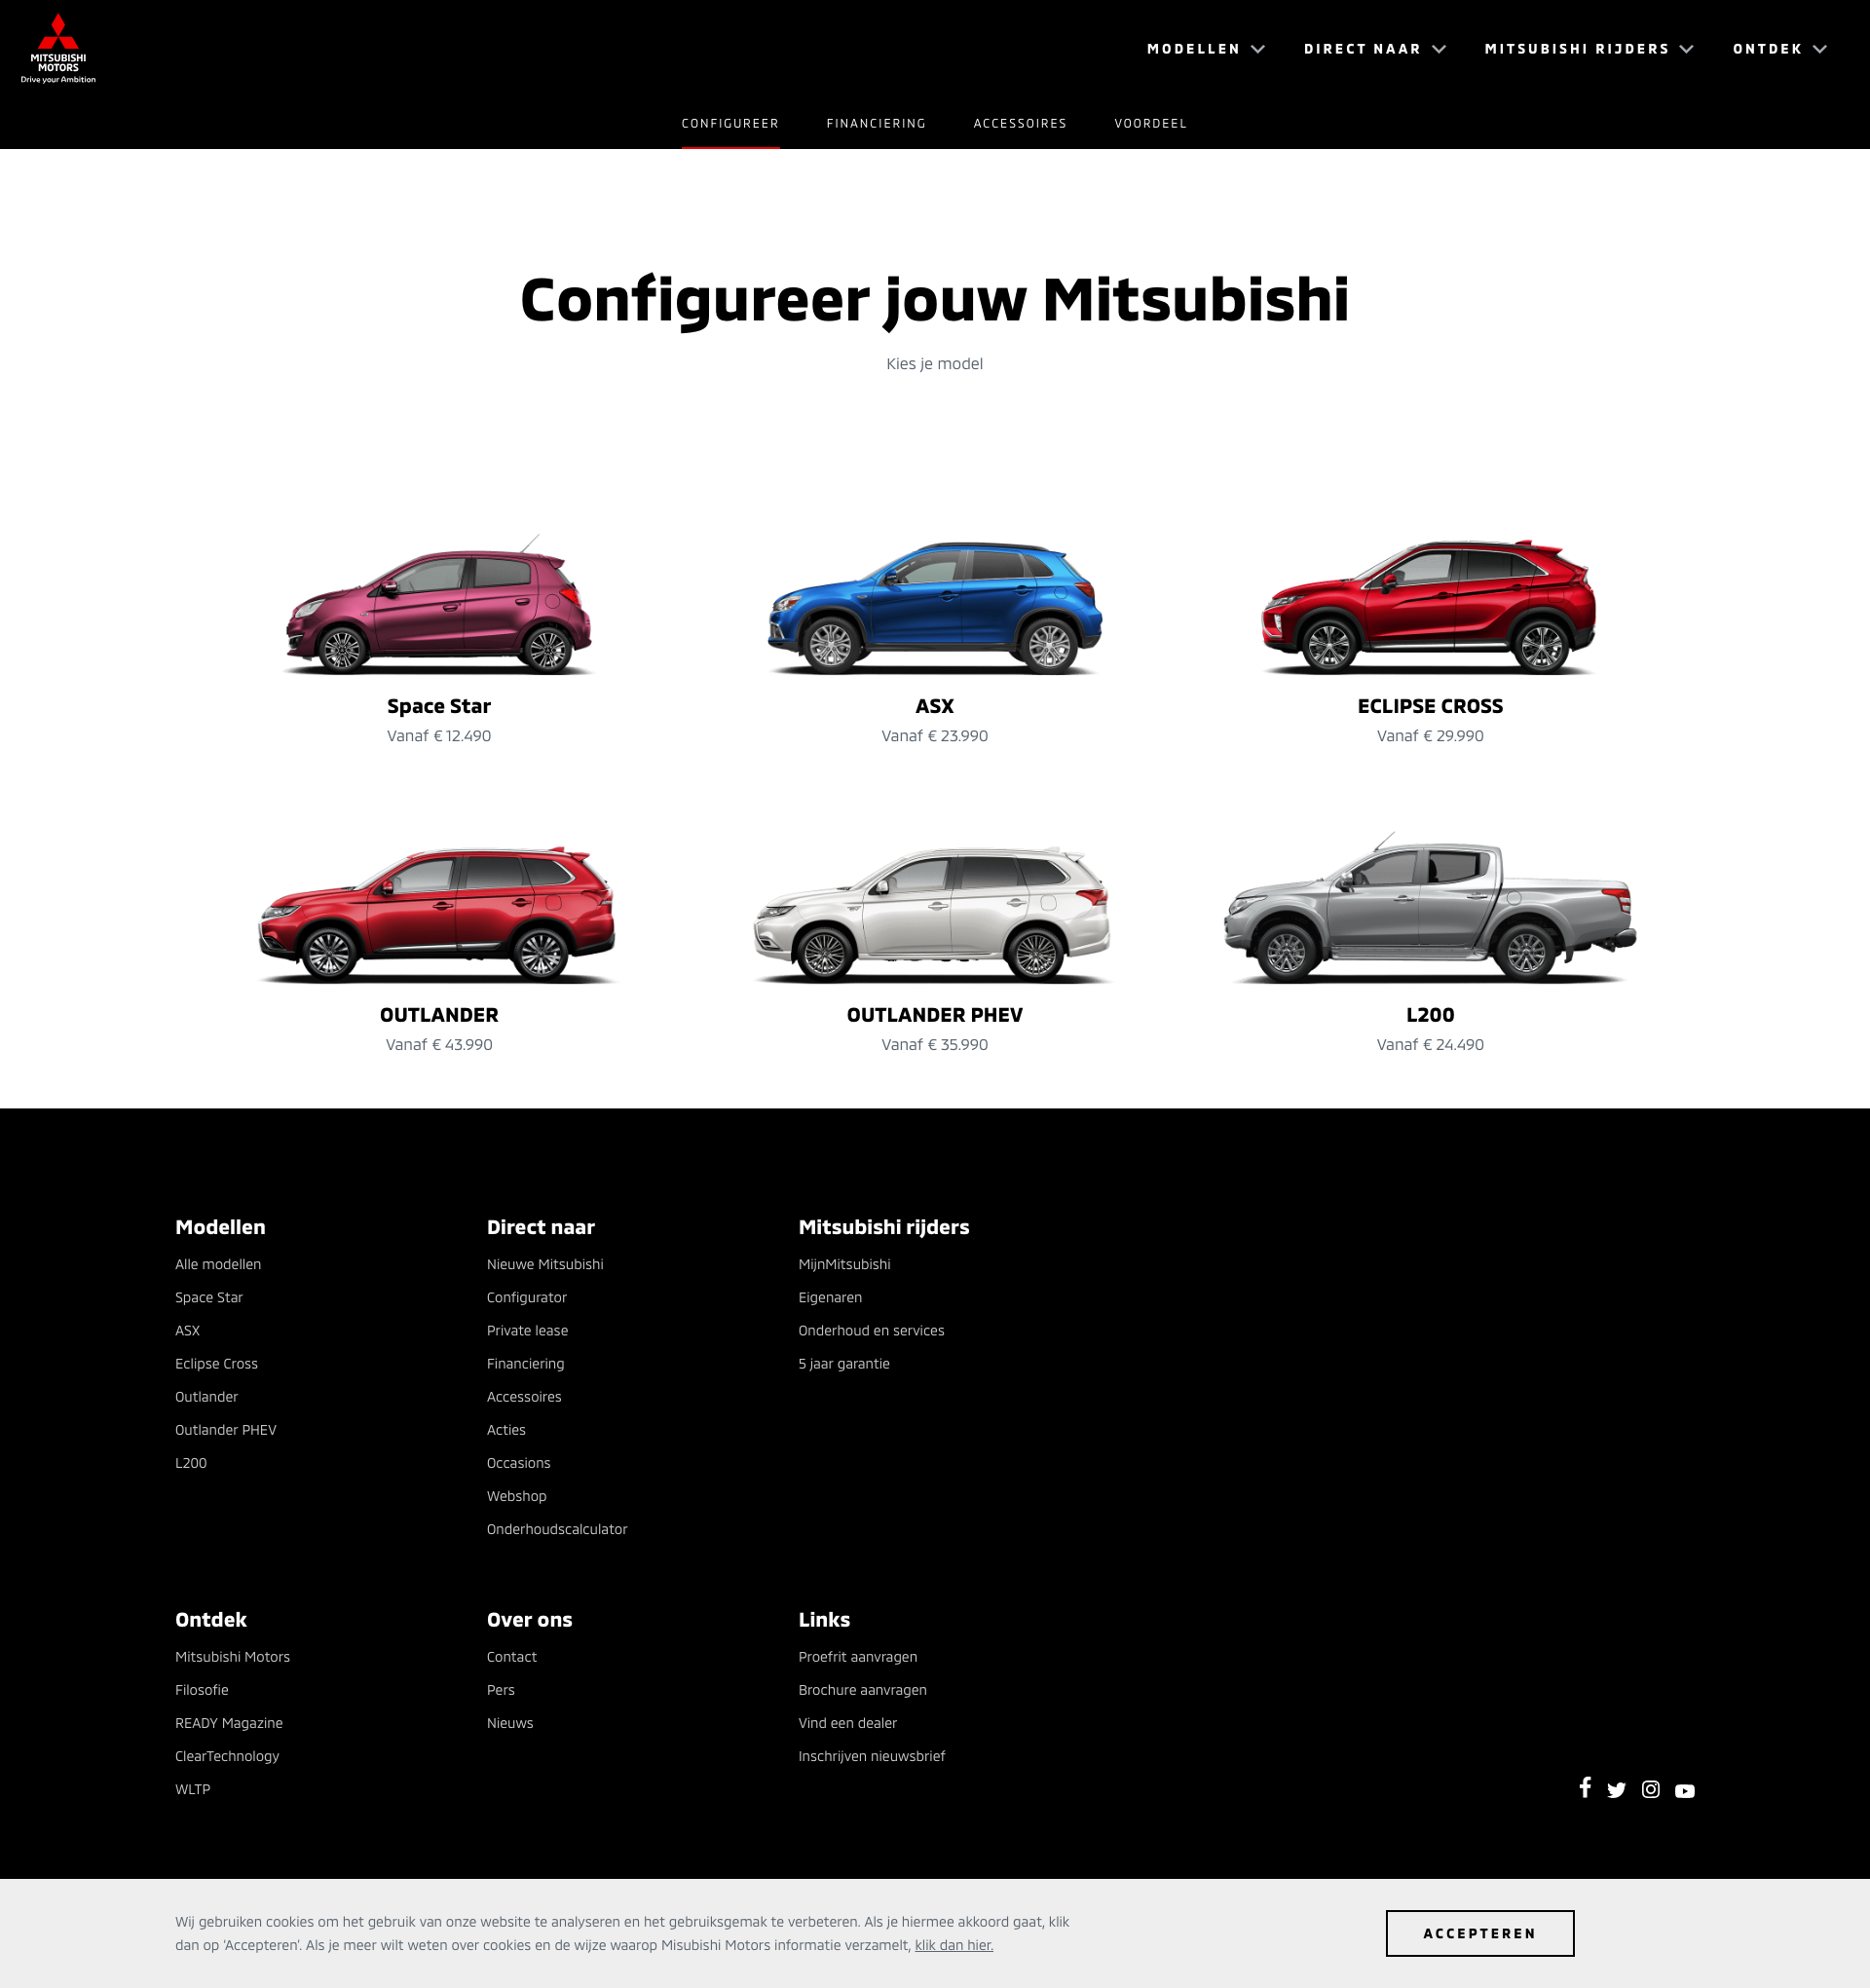 MITSUBISHI
MOTORS
Drive your Ambition
MODELLEN
DIRECT NAAR
MITSUBISHI RIJDERS
ONTDEK
CONFIGUREER
FINANCIERING
ACCESSOIRES
VOORDEEL
Configureer jouw Mitsubishi
Kies je model
Space Star
Vanaf € 12.490
ASX
Vanaf € 23.990
ECLIPSE CROSS
Vanaf € 29.990
OUTLANDER
Vanaf € 43.990
OUTLANDER PHEV
Vanaf € 35.990
L200
Vanaf € 24.490
Modellen
Alle modellen
Space Star
ASX
Eclipse Cross
Outlander
Outlander PHEV
L200
Direct naar
Nieuwe Mitsubishi
Configurator
Private lease
Financiering
Accessoires
Acties
Occasions
Webshop
Onderhoudscalculator
Mitsubishi rijders
MijnMitsubishi
Eigenaren
Onderhoud en services
5 jaar garantie
Ontdek
Mitsubishi Motors
Filosofie
READY Magazine
ClearTechnology
WLTP
Over ons
Contact
Pers
Nieuws
Links
Proefrit aanvragen
Brochure aanvragen
Vind een dealer
Inschrijven nieuwsbrief
Wij gebruiken cookies om het gebruik van onze website te analyseren en het gebruiksgemak te verbeteren. Als je hiermee akkoord gaat, klik
dan op 'Accepteren'. Als je meer wilt weten over cookies en de wijze waarop Misubishi Motors informatie verzamelt, klik dan hier.
ACCEPTEREN